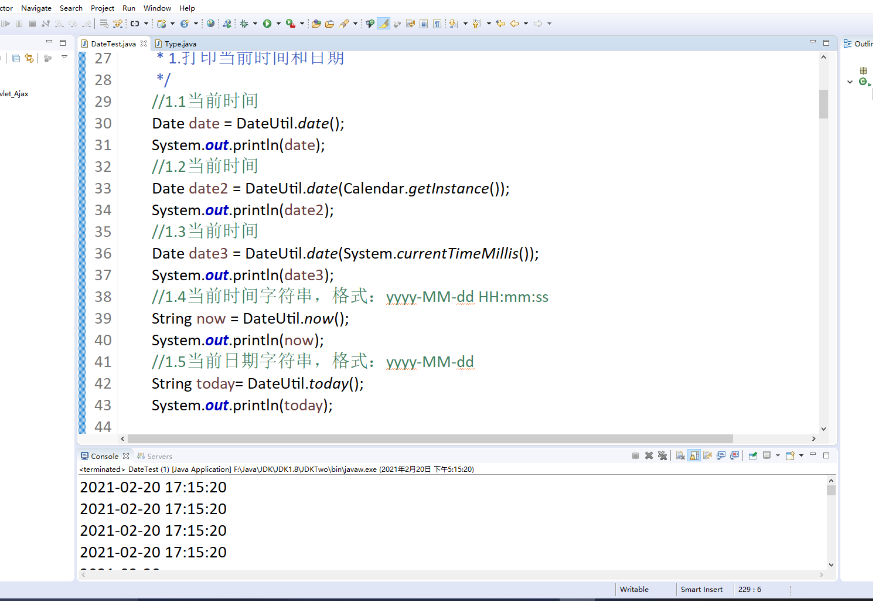 ctor Navigate Search Project Run Window Help
DateTest.java Type.java
Outlin
vlet_Ajax
27 * 1.打印当前时间和日期
28 */
29 //1.1当前时间
30 Date date = DateUtil.date();
31 System.out.println(date);
32 //1.2当前时间
33 Date date2 = DateUtil.date(Calendar.getInstance());
34 System.out.println(date2);
35 //1.3当前时间
36 Date date3 = DateUtil.date(System.currentTimeMillis());
37 System.out.println(date3);
38 //1.4当前时间字符串，格式：yyyy-MM-dd HH:mm:ss
39 String now = DateUtil.now();
40 System.out.println(now);
41 //1.5当前日期字符串，格式：yyyy-MM-dd
42 String today= DateUtil.today();
43 System.out.println(today);
44
Console Servers
<terminated> DateTest (1) [Java Application] F:\Java\JDK\JDK1.8\JDKTwo\bin\javaw.exe (2021年2月20日 下午5:15:20)
2021-02-20 17:15:20
2021-02-20 17:15:20
2021-02-20 17:15:20
2021-02-20 17:15:20
Writable Smart Insert 229 : 6